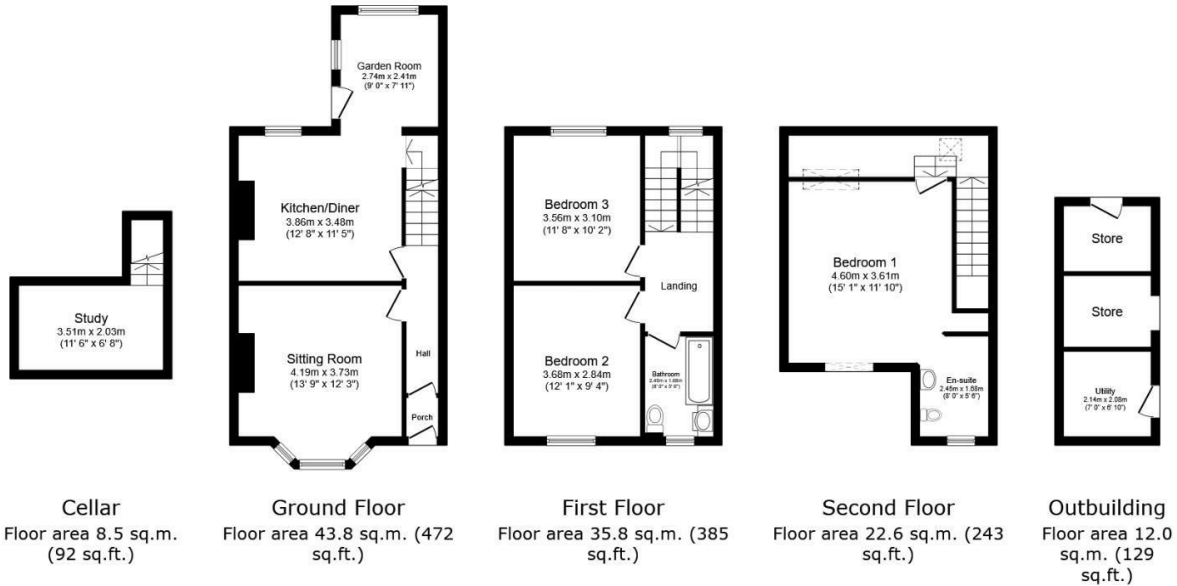 Study
3.51m x 2.03m
(11' 6" x 6' 8")
Cellar
Floor area 8.5 sq.m.
(92 sq.ft.)
Garden Room
2.74m x 2.41m
(9' 0" x 7' 11")
Kitchen/Diner
3.86m x 3.48m
(12' 8" x 11' 5")
Sitting Room
4.19m x 3.73m
(13' 9" x 12' 3")
Hall
Porch
Ground Floor
Floor area 43.8 sq.m. (472
sq.ft.)
Bedroom 3
3.56m x 3.10m
(11' 8" x 10' 2")
Landing
Bedroom 2
3.68m x 2.84m
(12' 1" x 9' 4")
Bathroom
First Floor
Floor area 35.8 sq.m. (385
sq.ft.)
Bedroom 1
4.60m x 3.61m
(15' 1" x 11' 10")
En-suite
2.45m x 1.68m
(8' 0" x 5' 6")
Second Floor
Floor area 22.6 sq.m. (243
sq.ft.)
Store
Store
Utility
2.14m x 2.08m
(7' 0" x 6' 10")
Outbuilding
Floor area 12.0
sq.m. (129
sq.ft.)